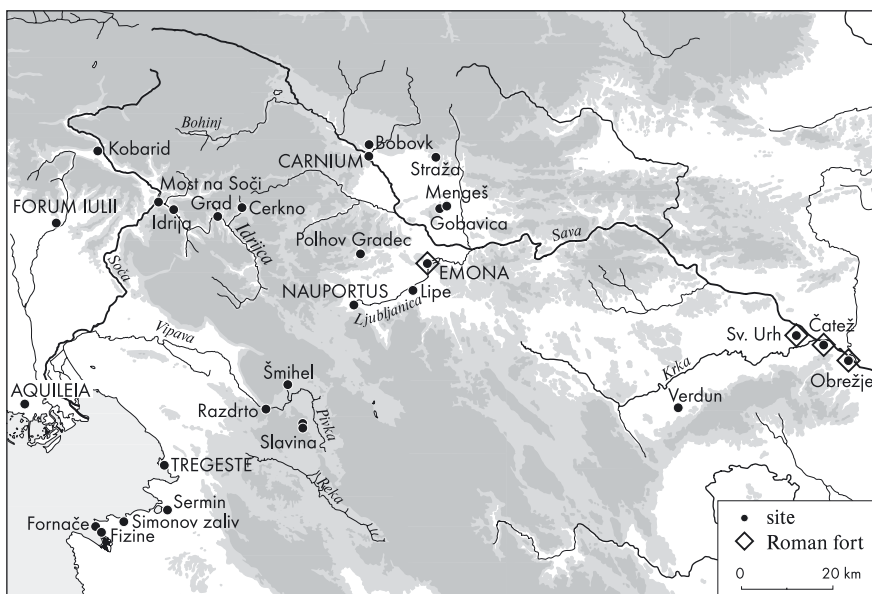 Bohinj
Kobarid
Bobovk
CARNIUM
Straža
Most na Soči
Mengeš
FORUM IULII
Grad
Cerkno
Idrija
Gobavica
Idrijca
Polhov Gradec
Sava
Soča
EMONA
NAUPORTUS
Lipe
Ljubljanica
Vipava
Čatež
Sv. Urh
Šmihel
Krka
Obrežje
AQUILEIA
Razdrto
Pivka
Verdun
Slavina
TREGESTE
Reka
Sermin
Fornače
Simonov zaliv
Fizine
site
Roman fort
0 20 km